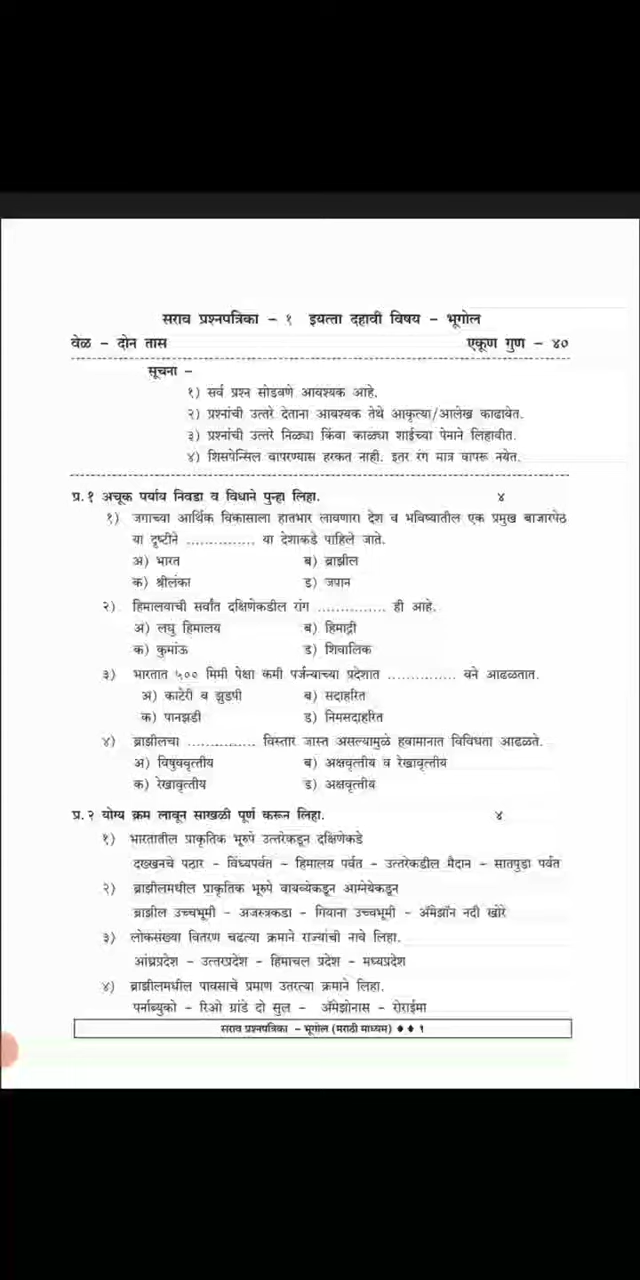 सराव प्रश्नपत्रिका - १ इयत्ता दहावी विषय - भूगोल
वेळ - दोन तास एकूण गुण - ४०
सूचना -
१) सर्व प्रश्न सोडवणे आवश्यक आहे.
२) प्रश्नांची उत्तरे देताना आवश्यक तेथे आकृत्या/आलेख काढावेत.
३) प्रश्नांची उत्तरे निळ्या किंवा काळ्या शाईच्या पेनाने लिहावीत.
४) शिसपेन्सिल वापरण्यास हरकत नाही. इतर रंग मात्र वापरू नयेत.
प्र.१ अचूक पर्याय निवडा व विधाने पुन्हा लिहा. ४
१) जगाच्या आर्थिक विकासाला हातभार लावणारा देश व भविष्यातील एक प्रमुख बाजारपेठ
या दृष्टीने ............... या देशाकडे पाहिले जाते.
अ) भारत ब) ब्राझील
क) श्रीलंका ड) जपान
२) हिमालयाची सर्वांत दक्षिणेकडील रांग ............... ही आहे.
अ) लघु हिमालय ब) हिमाद्री
क) कुमांऊ ड) शिवालिक
३) भारतात ५०० मिमी पेक्षा कमी पर्जन्याच्या प्रदेशात ............... वने आढळतात.
अ) काटेरी व झुडपी ब) सदाहरित
क) पानझडी ड) निमसदाहरित
४) ब्राझीलचा ............... विस्तार जास्त असल्यामुळे हवामानात विविधता आढळते.
अ) विषुववृत्तीय ब) अक्षवृत्तीय व रेखावृत्तीय
क) रेखावृत्तीय ड) अक्षवृत्तीय
प्र.२ योग्य क्रम लावून साखळी पूर्ण करून लिहा. ४
१) भारतातील प्राकृतिक भूरुपे उत्तरेकडून दक्षिणेकडे
दख्खनचे पठार - विंध्यपर्वत - हिमालय पर्वत - उत्तरेकडील मैदान - सातपुडा पर्वत
२) ब्राझीलमधील प्राकृतिक भूरुपे वायव्येकडून आग्नेयेकडून
ब्राझील उच्चभूमी - अजस्त्रकडा - गियाना उच्चभूमी - ॲमेझॉन नदी खोरे
३) लोकसंख्या वितरण चढत्या क्रमाने राज्यांची नावे लिहा.
आंध्रप्रदेश - उत्तरप्रदेश - हिमाचल प्रदेश - मध्यप्रदेश
४) ब्राझीलमधील पावसाचे प्रमाण उतरत्या क्रमाने लिहा.
पर्नाब्युको - रिओ ग्रांडे दो सुल - ॲमेझोनास - रोराईमा
सराव प्रश्नपत्रिका - भूगोल (मराठी माध्यम) ♦ ♦ १